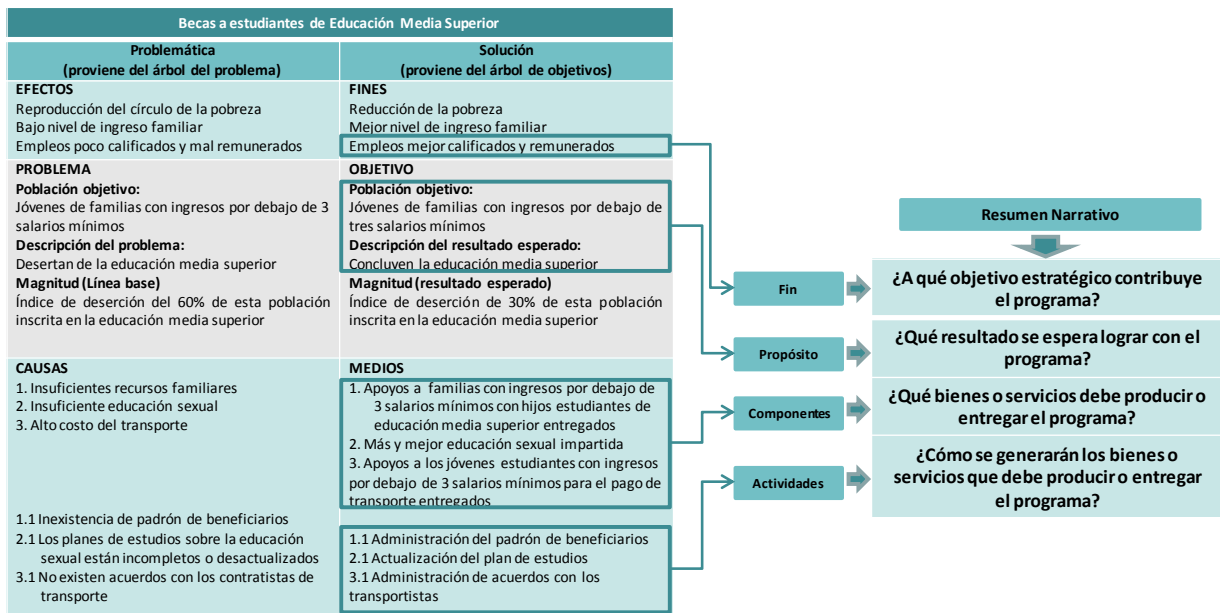 Becas a estudiantes de Educación Media Superior
Problemática
(proviene del árbol del problema)
Solución
(proviene del árbol de objetivos)
EFECTOS
Reproducción del círculo de la pobreza
Bajo nivel de ingreso familiar
Empleos poco calificados y mal remunerados
FINES
Reducción de la pobreza
Mejor nivel de ingreso familiar
Empleos mejor calificados y remunerados
PROBLEMA
Población objetivo:
Jóvenes de familias con ingresos por debajo de 3
salarios mínimos
Descripción del problema:
Desertan de la educación media superior
Magnitud (Línea base)
Índice de deserción del 60% de esta población
inscrita en la educación media superior
OBJETIVO
Población objetivo:
Jóvenes de familias con ingresos por debajo de
tres salarios mínimos
Descripción del resultado esperado:
Concluyen la educación media superior
Magnitud (resultado esperado)
Índice de deserción de 30% de esta población
inscrita en la educación media superior
CAUSAS
1. Insuficientes recursos familiares
2. Insuficiente educación sexual
3. Alto costo del transporte
1.1 Inexistencia de padrón de beneficiarios
2.1 Los planes de estudios sobre la educación
sexual están incompletos o desactualizados
3.1 No existen acuerdos con los contratistas de
transporte
MEDIOS
1. Apoyos a familias con ingresos por debajo de
3 salarios mínimos con hijos estudiantes de
educación media superior entregados
2. Más y mejor educación sexual impartida
3. Apoyos a los jóvenes estudiantes con ingresos
por debajo de 3 salarios mínimos para el pago de
transporte entregados
1.1 Administración del padrón de beneficiarios
2.1 Actualización del plan de estudios
3.1 Administración de acuerdos con los
transportistas
Resumen Narrativo
Fin
¿A qué objetivo estratégico contribuye
el programa?
Propósito
¿Qué resultado se espera lograr con el
programa?
Componentes
¿Qué bienes o servicios debe producir o
entregar el programa?
Actividades
¿Cómo se generarán los bienes o
servicios que debe producir o entregar
el programa?